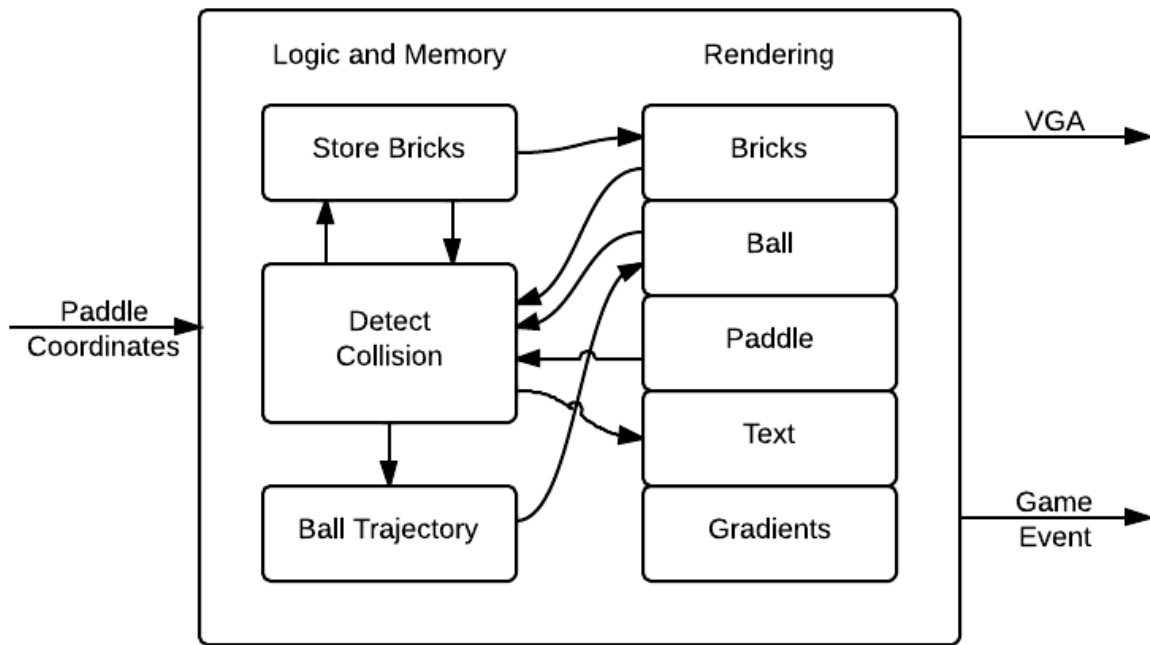 Logic and Memory
Rendering
Store Bricks
Bricks
VGA
Ball
Paddle
Coordinates
Detect
Collision
Paddle
Text
Ball Trajectory
Gradients
Game
Event